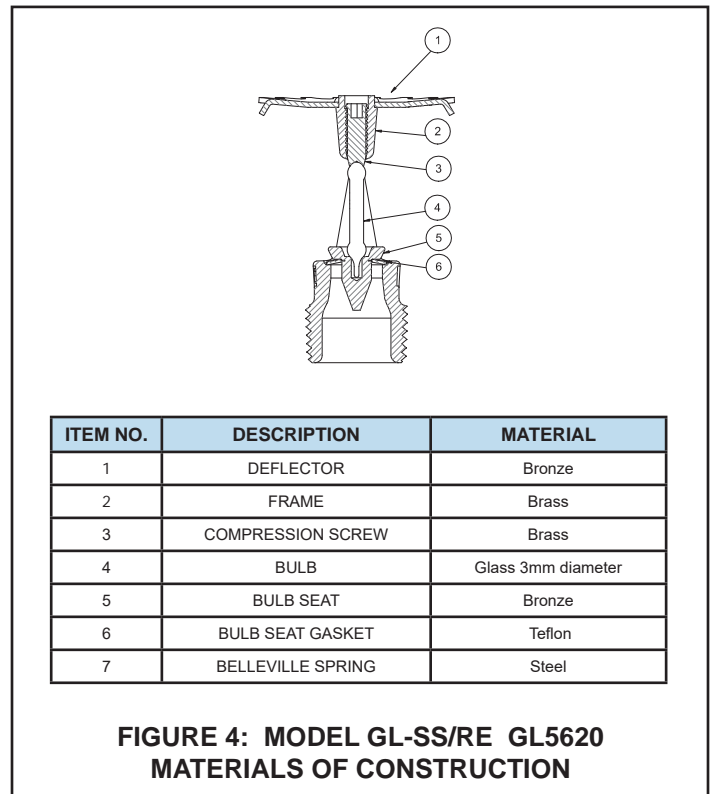 1
2
3
4
5
6
ITEM NO. DESCRIPTION MATERIAL
1 DEFLECTOR Bronze
2 FRAME Brass
3 COMPRESSION SCREW Brass
4 BULB Glass 3mm diameter
5 BULB SEAT Bronze
6 BULB SEAT GASKET Teflon
7 BELLEVILLE SPRING Steel
FIGURE 4: MODEL GL-SS/RE GL5620
MATERIALS OF CONSTRUCTION